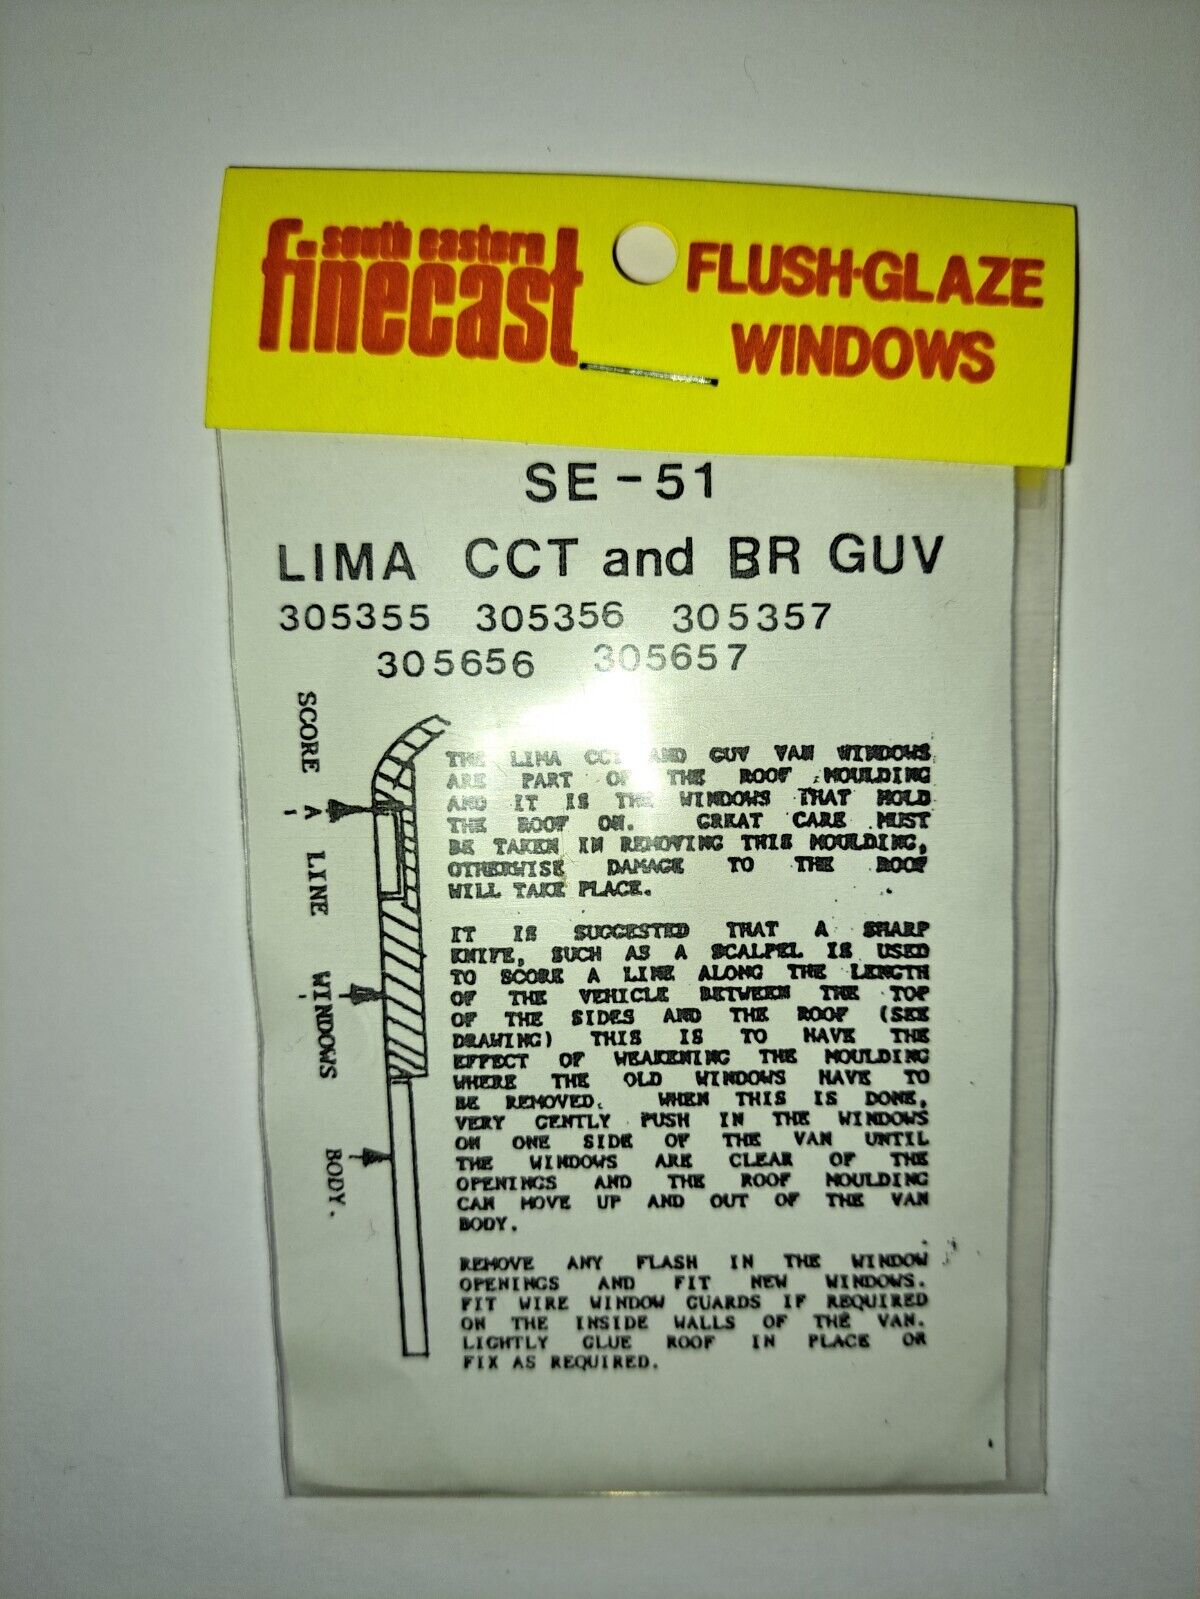 south eastern
finecast
FLUSH-GLAZE
WINDOWS
SE-51
LIMA CCT and BR GUV
305355 305356 305357
305656 305657
SCORE A LINE
WINDOWS
BODY.
THE LIMA CCT AND GUV VAN WINDOWS
ARE PART OF THE ROOF MOULDING
AND IT IS THE WINDOWS THAT HOLD
THE ROOF ON. GREAT CARE MUST
BE TAKEN IN REMOVING THIS MOULDING,
OTHERWISE DAMAGE TO THE ROOF
WILL TAKE PLACE.
IT IS SUGGESTED THAT A SHARP
KNIFE, SUCH AS A SCALPEL IS USED
TO SCORE A LINE ALONG THE LENGTH
OF THE VEHICLE BETWEEN THE TOP
OF THE SIDES AND THE ROOF (SEE
DRAWING) THIS IS TO HAVE THE
EFFECT OF WEAKENING THE MOULDING
WHERE THE OLD WINDOWS HAVE TO
BE REMOVED. WHEN THIS IS DONE,
VERY GENTLY PUSH IN THE WINDOWS
ON ONE SIDE OF THE VAN UNTIL
THE WINDOWS ARE CLEAR OF THE
OPENINGS AND THE ROOF MOULDING
CAN MOVE UP AND OUT OF THE VAN
BODY.
REMOVE ANY FLASH IN THE WINDOW
OPENINGS AND FIT NEW WINDOWS.
FIT WIRE WINDOW GUARDS IF REQUIRED
ON THE INSIDE WALLS OF THE VAN.
LIGHTLY GLUE ROOF IN PLACE OR
FIX AS REQUIRED.